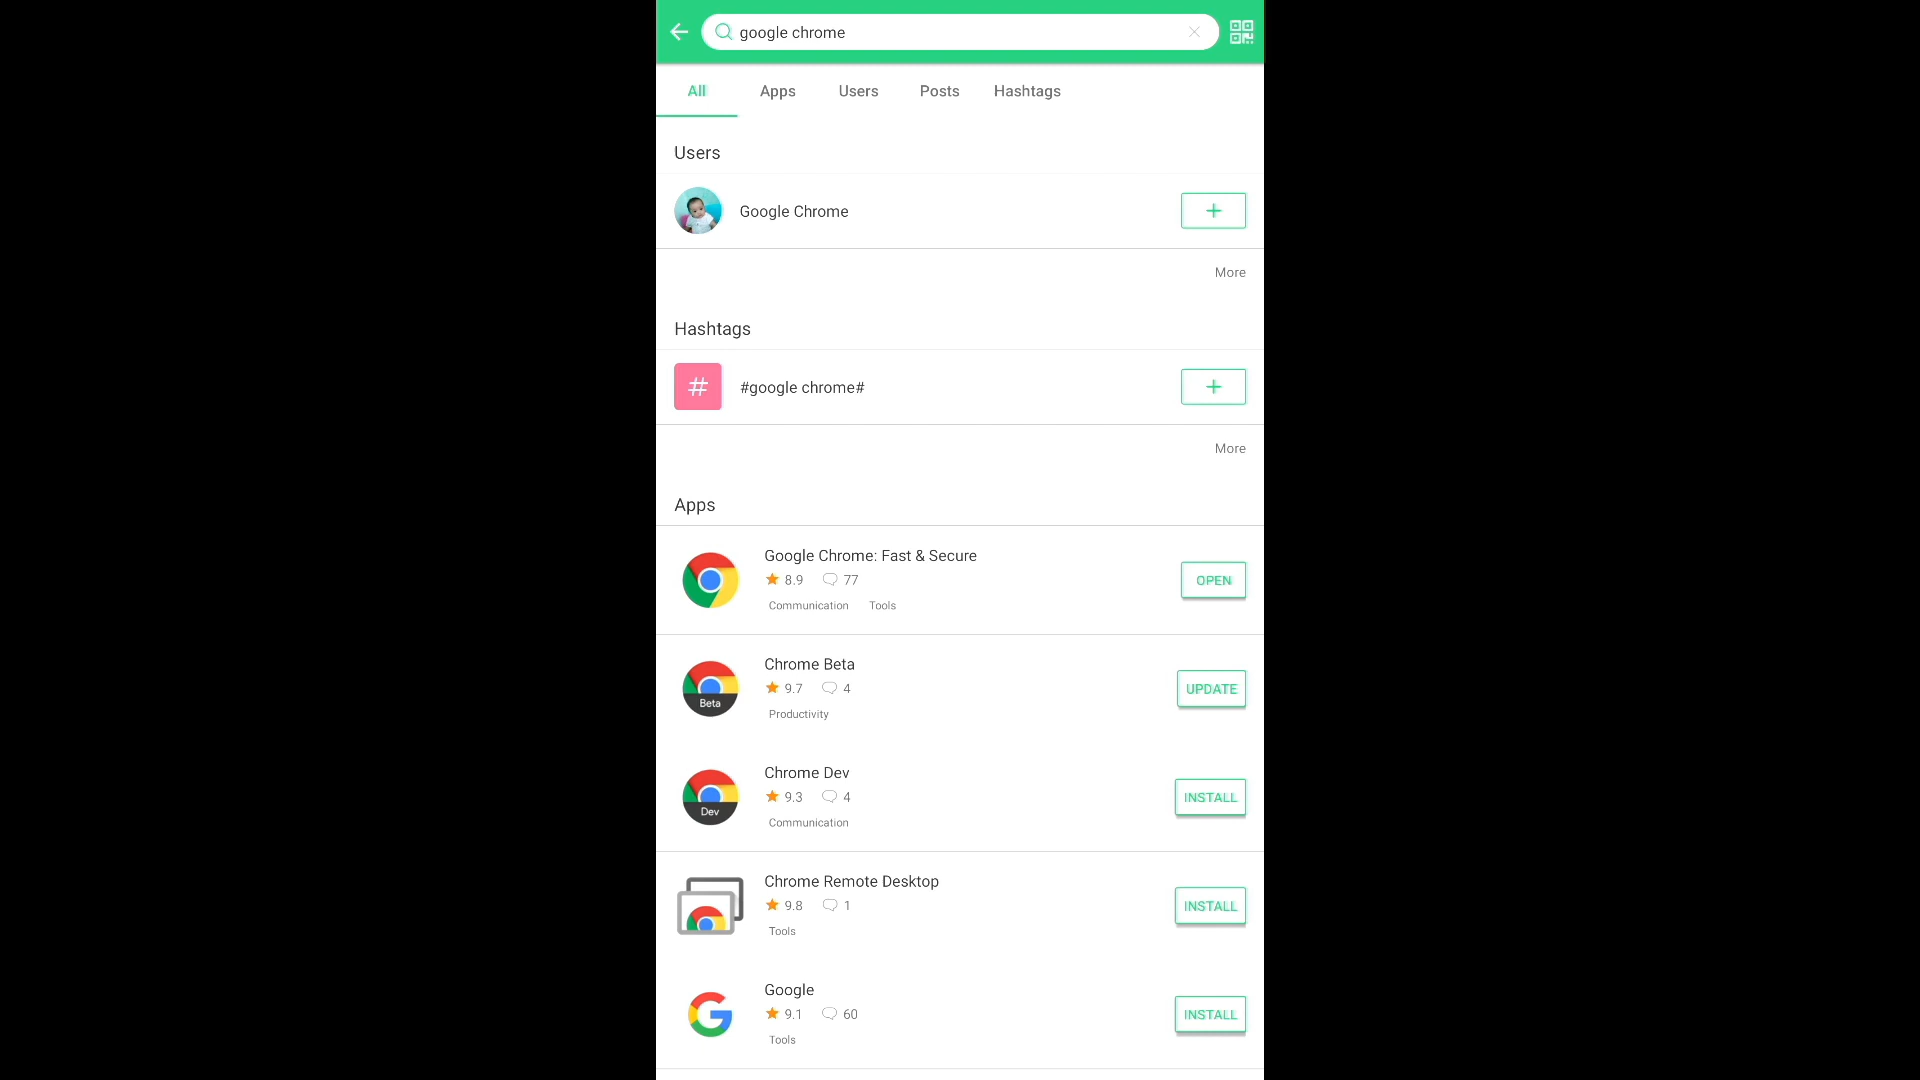 google chrome
All Apps Users Posts Hashtags
Users
Google Chrome
More
Hashtags
# #google chrome#
More
Apps
Google Chrome: Fast & Secure
8.9 77
Communication Tools
OPEN
Chrome Beta
9.7 4
Productivity
Beta
UPDATE
Chrome Dev
9.3 4
Communication
Dev
INSTALL
Chrome Remote Desktop
9.8 1
Tools
INSTALL
Google
9.1 60
Tools
G
INSTALL